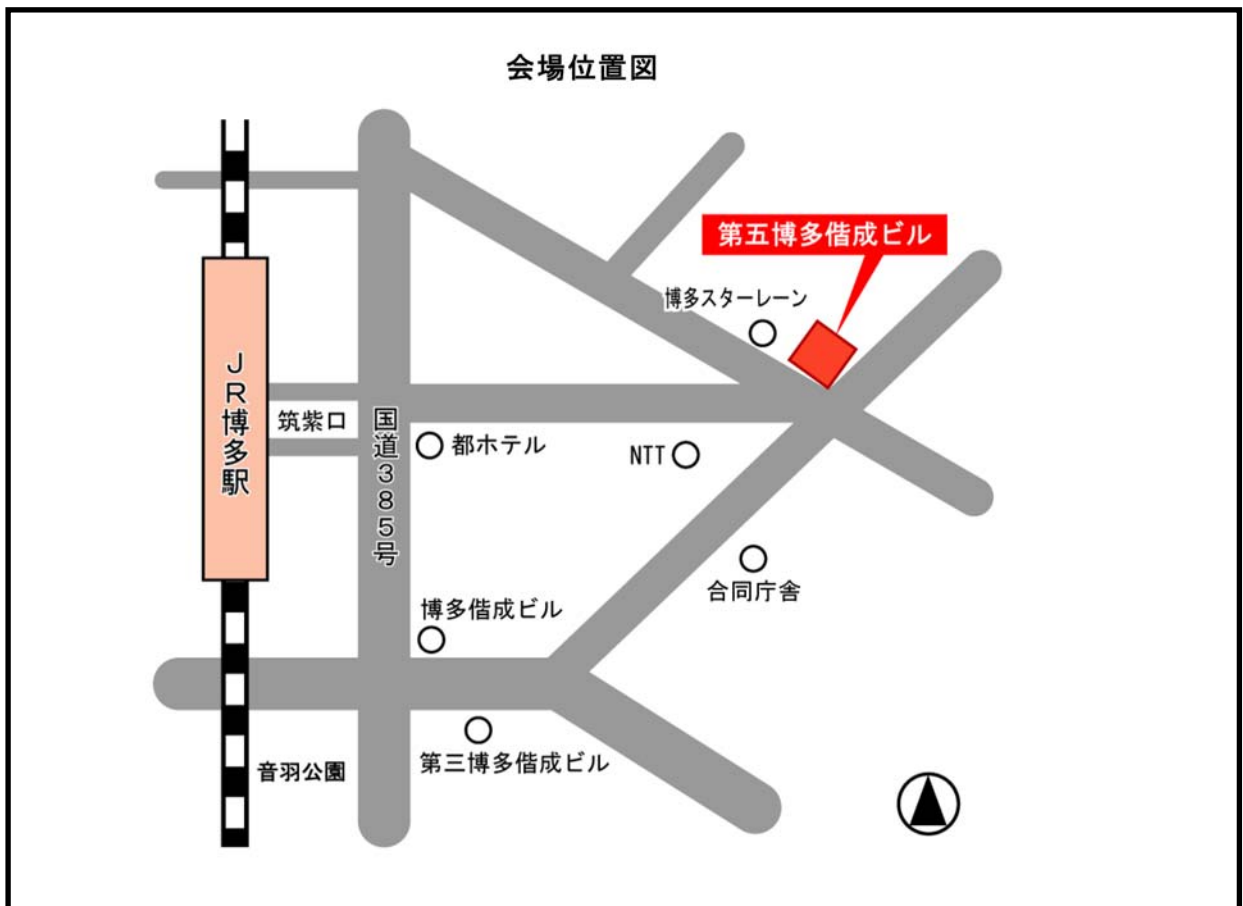 会場位置図
第五博多偕成ビル
博多スターレーン
JR博多駅
筑紫口
国道385号
都ホテル
NTT
合同庁舎
博多偕成ビル
第三博多偕成ビル
音羽公園